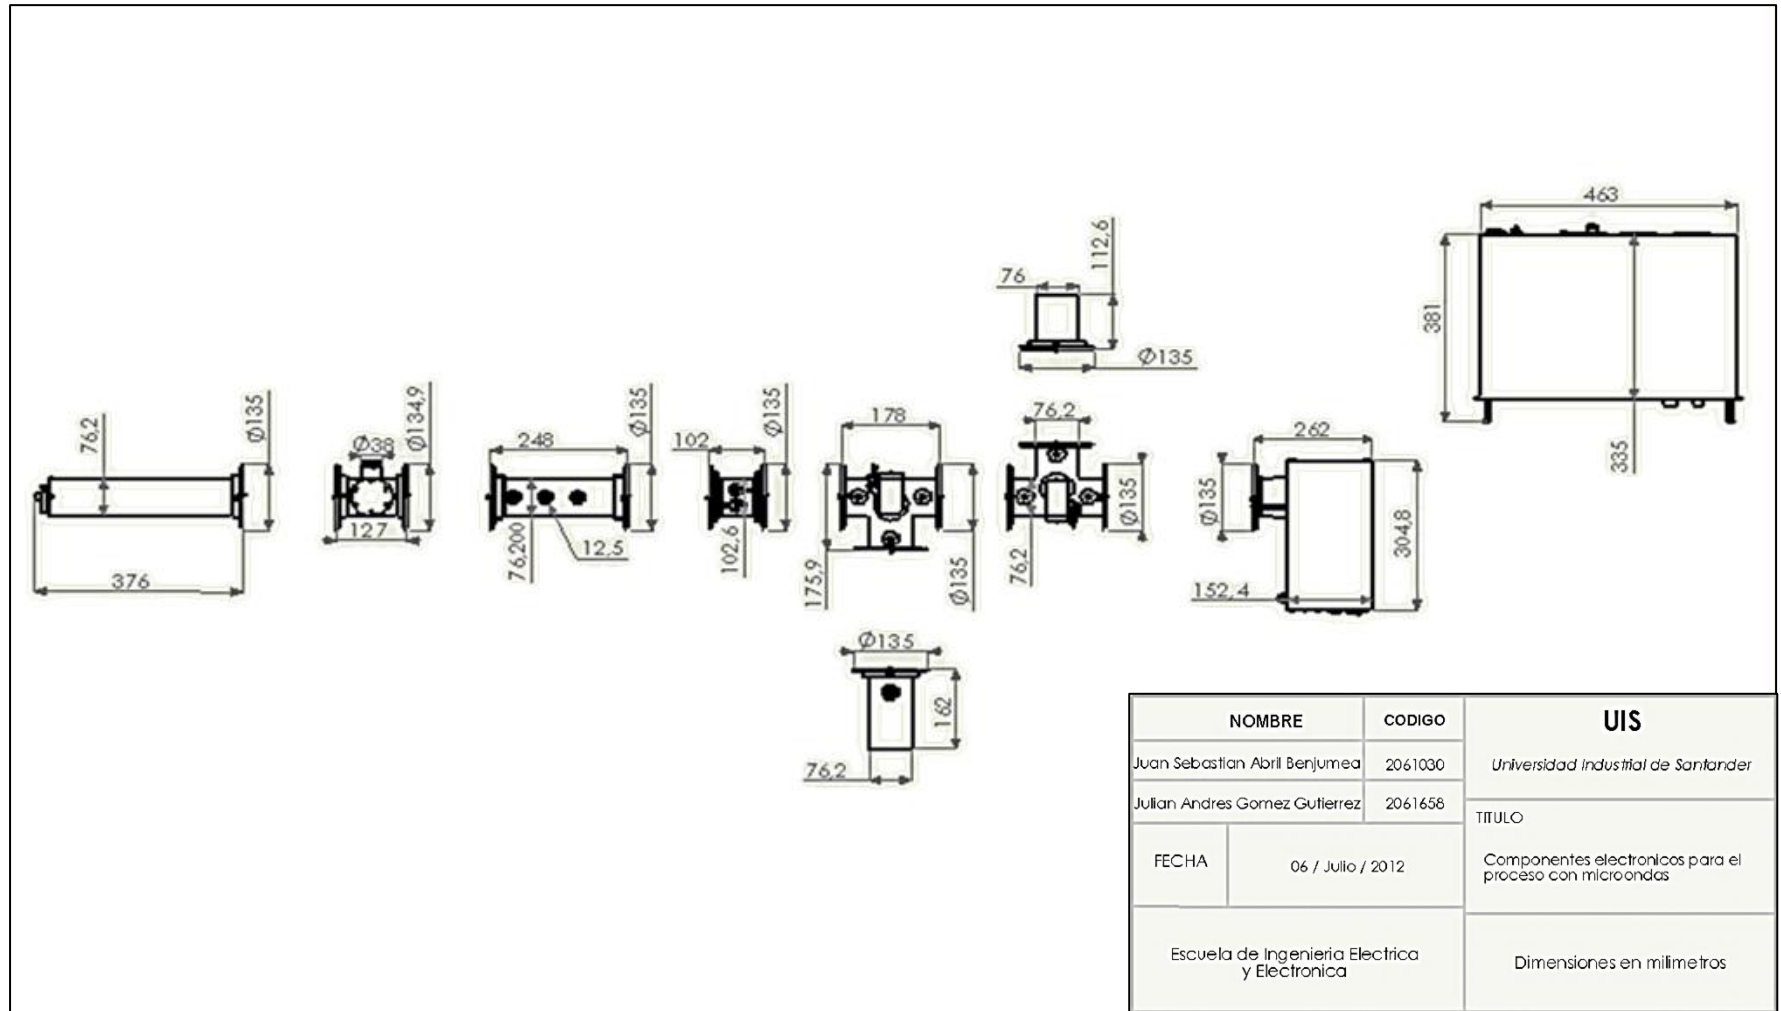 463
112,6
76
381
Ø135
335
76,2
Ø135
Ø38
Ø134,9
248
Ø135
102
Ø135
178
76,2
262
127
376
76,200
12,5
102,6
175,9
Ø135
76,2
Ø135
Ø135
304,8
152,4
Ø135
162
76,2
NOMBRE
CODIGO
UIS
Juan Sebastian Abril Benjumea
2061030
Universidad Industrial de Santander
Julian Andres Gomez Gutierrez
2061658
TITULO
FECHA
06 / Julio / 2012
Componentes electronicos para el
proceso con microondas
Escuela de Ingenieria Electrica
y Electronica
Dimensiones en milimetros